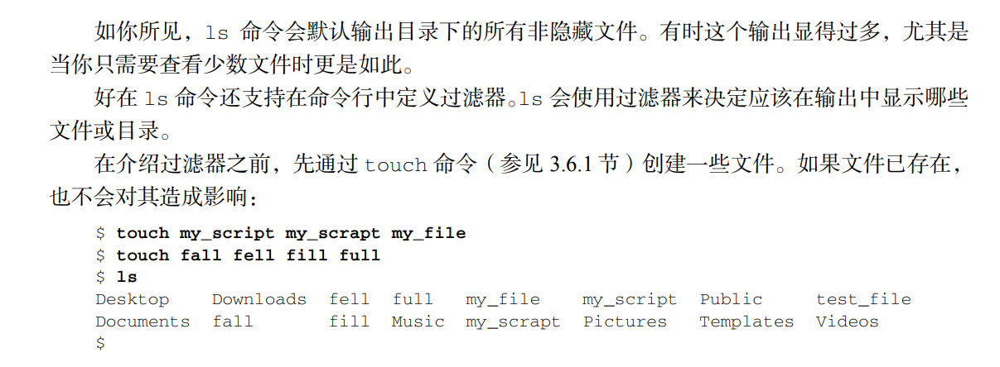 如你所见，ls 命令会默认输出目录下的所有非隐藏文件。有时这个输出显得过多，尤其是
当你只需要查看少数文件时更是如此。
好在 ls 命令还支持在命令行中定义过滤器。ls 会使用过滤器来决定应该在输出中显示哪些
文件或目录。
在介绍过滤器之前，先通过 touch 命令（参见 3.6.1 节）创建一些文件。如果文件已存在，
也不会对其造成影响：
$ touch my_script my_scrapt my_file
$ touch fall fell fill full
$ ls
Desktop    Downloads  fell  full   my_file    my_script  Public     test_file
Documents  fall       fill  Music  my_scrapt  Pictures   Templates  Videos
$